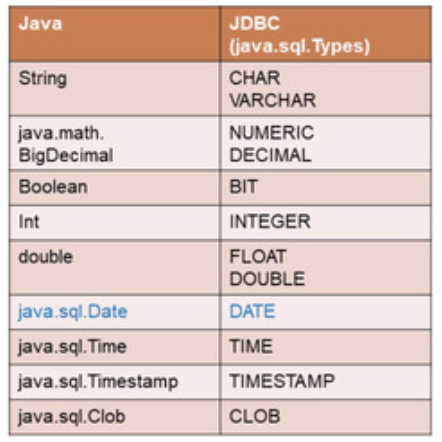 Java JDBC
(java.sql.Types)
String CHAR
VARCHAR
java.math. NUMERIC
BigDecimal DECIMAL
Boolean BIT
Int INTEGER
double FLOAT
DOUBLE
java.sql.Date DATE
java.sql.Time TIME
java.sql.Timestamp TIMESTAMP
java.sql.Clob CLOB